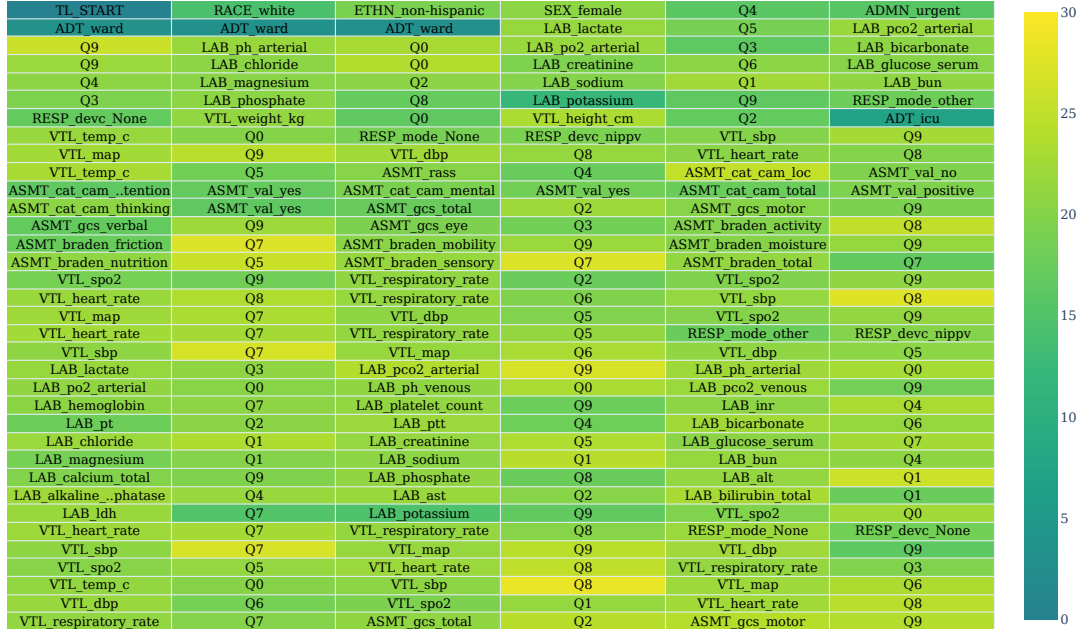 TL_START RACE_white ETHN_non-hispanic SEX_female Q4 ADMN_urgent
ADT_ward ADT_ward ADT_ward LAB_lactate Q5 LAB_pco2_arterial
Q9 LAB_ph_arterial Q0 LAB_po2_arterial Q3 LAB_bicarbonate
Q9 LAB_chloride Q0 LAB_creatinine Q6 LAB_glucose_serum
Q4 LAB_magnesium Q2 LAB_sodium Q1 LAB_bun
Q3 LAB_phosphate Q8 LAB_potassium Q9 RESP_mode_other
RESP_devc_None VTL_weight_kg Q0 VTL_height_cm Q2 ADT_icu
VTL_temp_c Q0 RESP_mode_None RESP_devc_nippv VTL_sbp Q9
VTL_map Q9 VTL_dbp Q8 VTL_heart_rate Q8
VTL_temp_c Q5 ASMT_rass Q4 ASMT_cat_cam_loc ASMT_val_no
ASMT_cat_cam_..tention ASMT_val_yes ASMT_cat_cam_mental ASMT_val_yes ASMT_cat_cam_total ASMT_val_positive
ASMT_cat_cam_thinking ASMT_val_yes ASMT_gcs_total Q2 ASMT_gcs_motor Q9
ASMT_gcs_verbal Q9 ASMT_gcs_eye Q3 ASMT_braden_activity Q8
ASMT_braden_friction Q7 ASMT_braden_mobility Q9 ASMT_braden_moisture Q9
ASMT_braden_nutrition Q5 ASMT_braden_sensory Q7 ASMT_braden_total Q7
VTL_spo2 Q9 VTL_respiratory_rate Q2 VTL_spo2 Q9
VTL_heart_rate Q8 VTL_respiratory_rate Q6 VTL_sbp Q8
VTL_map Q7 VTL_dbp Q5 VTL_spo2 Q9
VTL_heart_rate Q7 VTL_respiratory_rate Q5 RESP_mode_other RESP_devc_nippv
VTL_sbp Q7 VTL_map Q6 VTL_dbp Q5
LAB_lactate Q3 LAB_pco2_arterial Q9 LAB_ph_arterial Q0
LAB_po2_arterial Q0 LAB_ph_venous Q0 LAB_pco2_venous Q9
LAB_hemoglobin Q7 LAB_platelet_count Q9 LAB_inr Q4
LAB_pt Q2 LAB_ptt Q4 LAB_bicarbonate Q6
LAB_chloride Q1 LAB_creatinine Q5 LAB_glucose_serum Q7
LAB_magnesium Q1 LAB_sodium Q1 LAB_bun Q4
LAB_calcium_total Q9 LAB_phosphate Q8 LAB_alt Q1
LAB_alkaline_..phatase Q4 LAB_ast Q2 LAB_bilirubin_total Q1
LAB_ldh Q7 LAB_potassium Q9 VTL_spo2 Q0
VTL_heart_rate Q7 VTL_respiratory_rate Q8 RESP_mode_None RESP_devc_None
VTL_sbp Q7 VTL_map Q9 VTL_dbp Q9
VTL_spo2 Q5 VTL_heart_rate Q8 VTL_respiratory_rate Q3
VTL_temp_c Q0 VTL_sbp Q8 VTL_map Q6
VTL_dbp Q6 VTL_spo2 Q1 VTL_heart_rate Q8
VTL_respiratory_rate Q7 ASMT_gcs_total Q2 ASMT_gcs_motor Q9
30
25
20
15
10
5
0